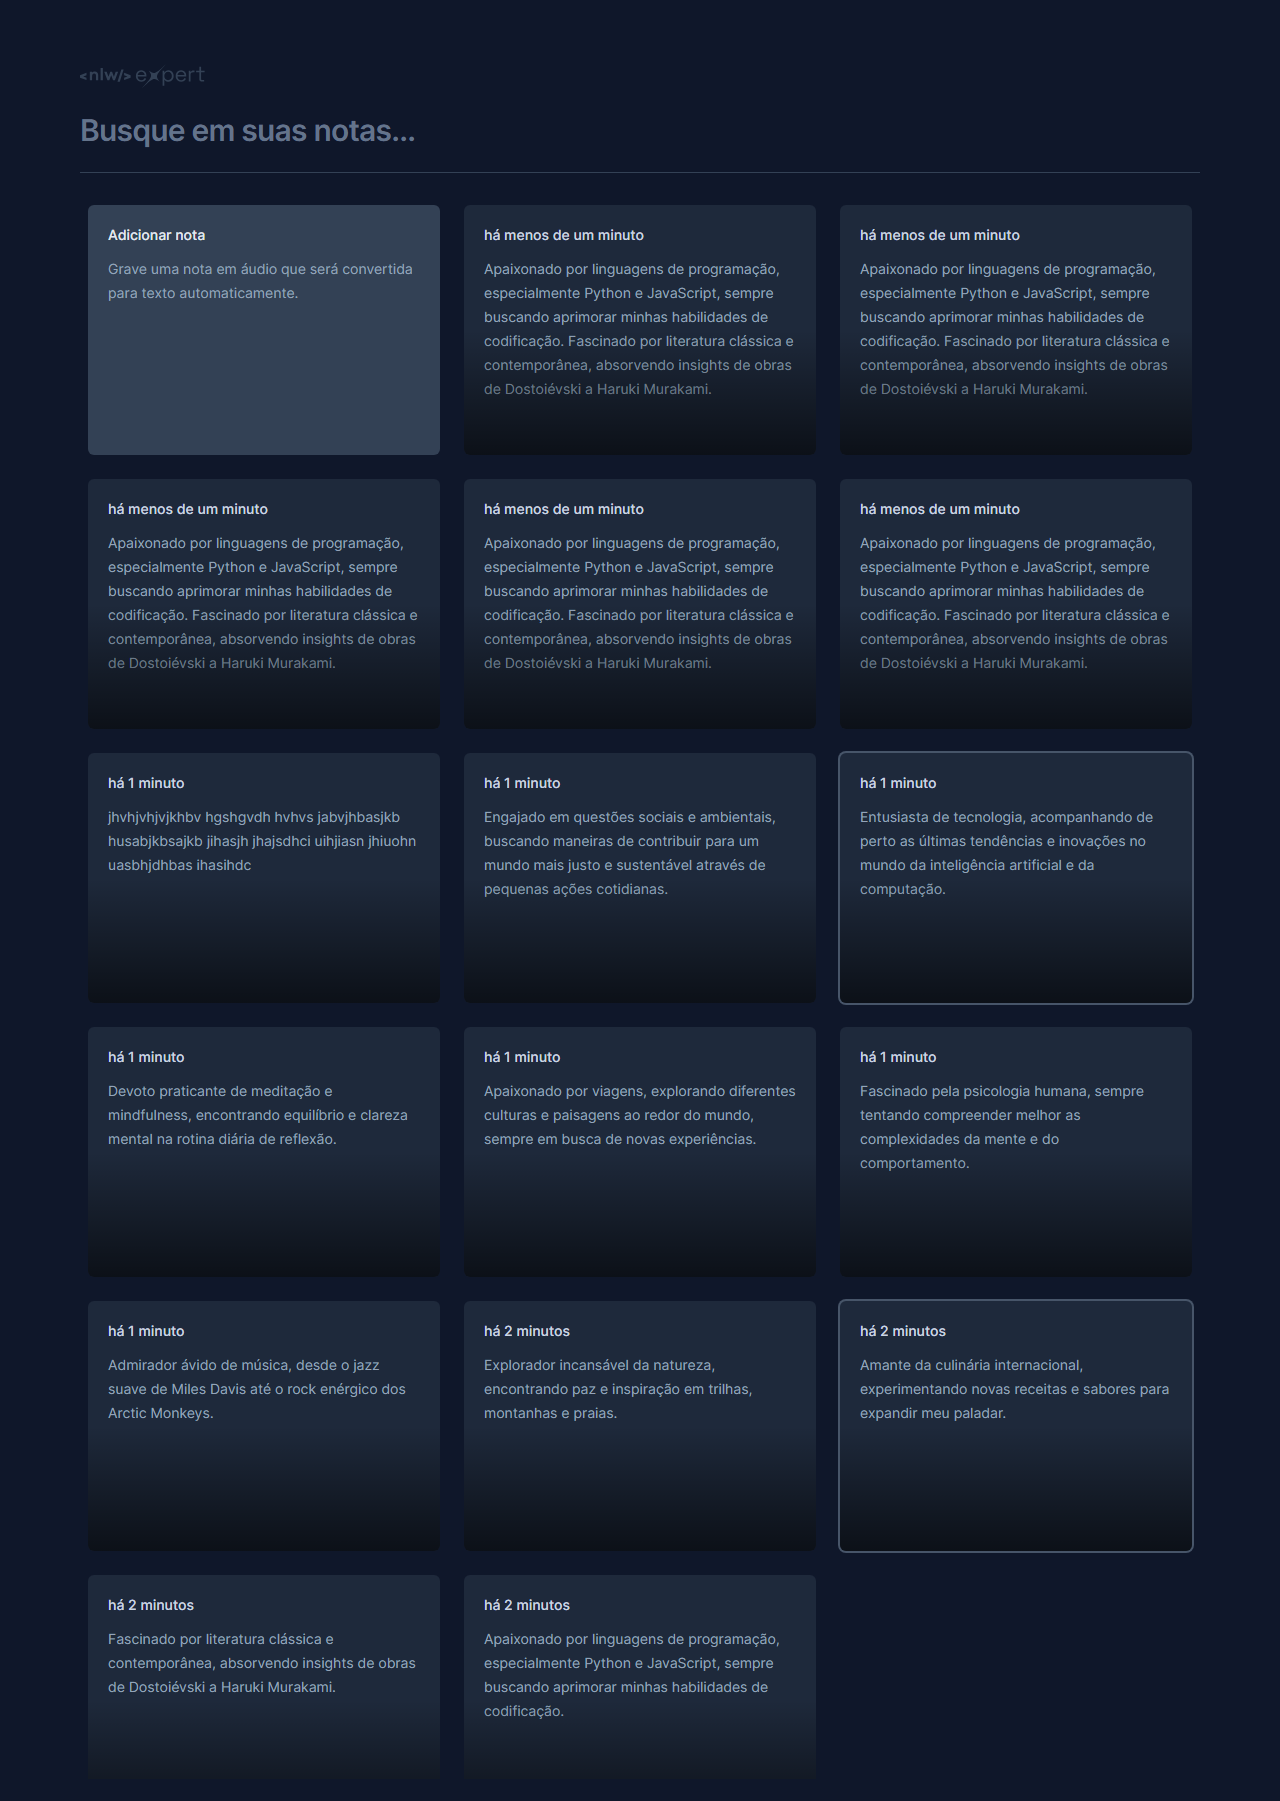 <nlw/> expert
Busque em suas notas...
Adicionar nota
Grave uma nota em áudio que será convertida
para texto automaticamente.
há menos de um minuto
Apaixonado por linguagens de programação,
especialmente Python e JavaScript, sempre
buscando aprimorar minhas habilidades de
codificação. Fascinado por literatura clássica e
contemporânea, absorvendo insights de obras
de Dostoiévski a Haruki Murakami.
há menos de um minuto
Apaixonado por linguagens de programação,
especialmente Python e JavaScript, sempre
buscando aprimorar minhas habilidades de
codificação. Fascinado por literatura clássica e
contemporânea, absorvendo insights de obras
de Dostoiévski a Haruki Murakami.
há menos de um minuto
Apaixonado por linguagens de programação,
especialmente Python e JavaScript, sempre
buscando aprimorar minhas habilidades de
codificação. Fascinado por literatura clássica e
contemporânea, absorvendo insights de obras
de Dostoiévski a Haruki Murakami.
há menos de um minuto
Apaixonado por linguagens de programação,
especialmente Python e JavaScript, sempre
buscando aprimorar minhas habilidades de
codificação. Fascinado por literatura clássica e
contemporânea, absorvendo insights de obras
de Dostoiévski a Haruki Murakami.
há menos de um minuto
Apaixonado por linguagens de programação,
especialmente Python e JavaScript, sempre
buscando aprimorar minhas habilidades de
codificação. Fascinado por literatura clássica e
contemporânea, absorvendo insights de obras
de Dostoiévski a Haruki Murakami.
há 1 minuto
jhvhjvhjvjkhbv hgshgvdh hvhvs jabvjhbasjkb
husabjkbsajkb jihasjh jhajsdhci uihjiasn jhiuohn
uasbhjdhbas ihasihdc
há 1 minuto
Engajado em questões sociais e ambientais,
buscando maneiras de contribuir para um
mundo mais justo e sustentável através de
pequenas ações cotidianas.
há 1 minuto
Entusiasta de tecnologia, acompanhando de
perto as últimas tendências e inovações no
mundo da inteligência artificial e da
computação.
há 1 minuto
Devoto praticante de meditação e
mindfulness, encontrando equilíbrio e clareza
mental na rotina diária de reflexão.
há 1 minuto
Apaixonado por viagens, explorando diferentes
culturas e paisagens ao redor do mundo,
sempre em busca de novas experiências.
há 1 minuto
Fascinado pela psicologia humana, sempre
tentando compreender melhor as
complexidades da mente e do
comportamento.
há 1 minuto
Admirador ávido de música, desde o jazz
suave de Miles Davis até o rock enérgico dos
Arctic Monkeys.
há 2 minutos
Explorador incansável da natureza,
encontrando paz e inspiração em trilhas,
montanhas e praias.
há 2 minutos
Amante da culinária internacional,
experimentando novas receitas e sabores para
expandir meu paladar.
há 2 minutos
Fascinado por literatura clássica e
contemporânea, absorvendo insights de obras
de Dostoiévski a Haruki Murakami.
há 2 minutos
Apaixonado por linguagens de programação,
especialmente Python e JavaScript, sempre
buscando aprimorar minhas habilidades de
codificação.